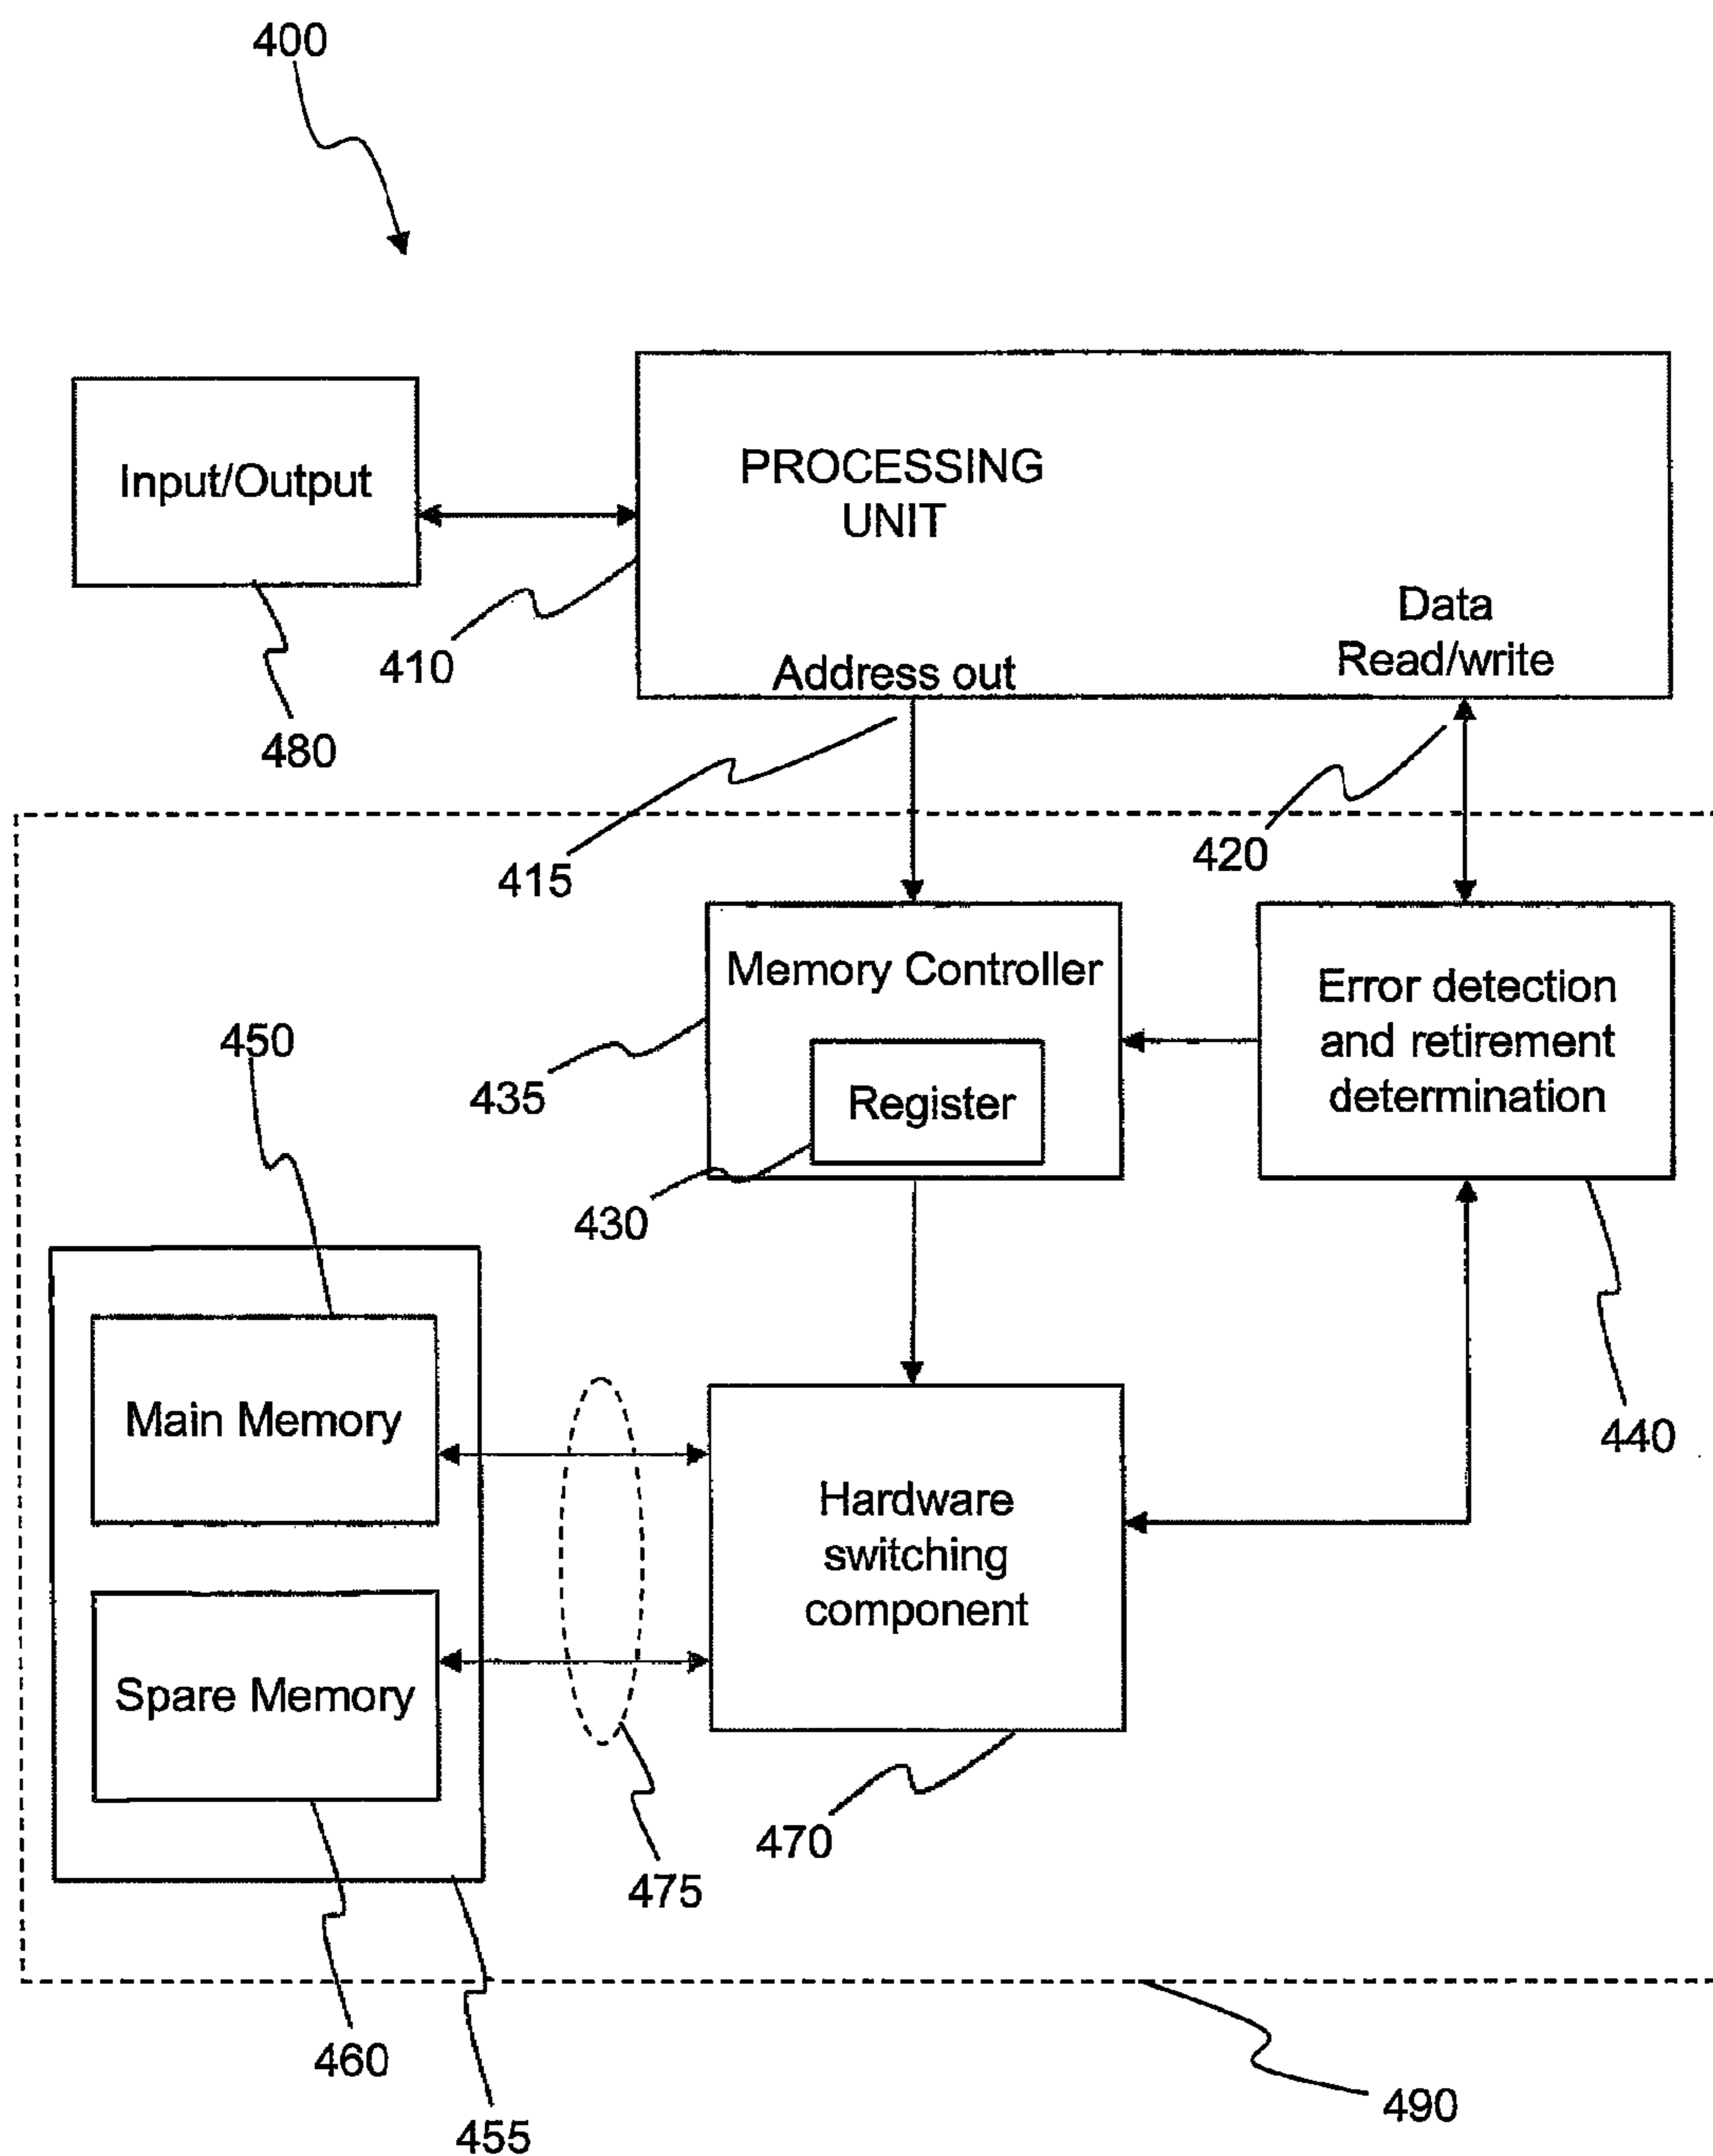 400
Input/Output
PROCESSING
UNIT
Data
Read/write
Address out
410
480
415
420
Memory Controller
Register
Error detection
and retirement
determination
435
430
450
440
Main Memory
Spare Memory
Hardware
switching
component
470
475
460
455
490